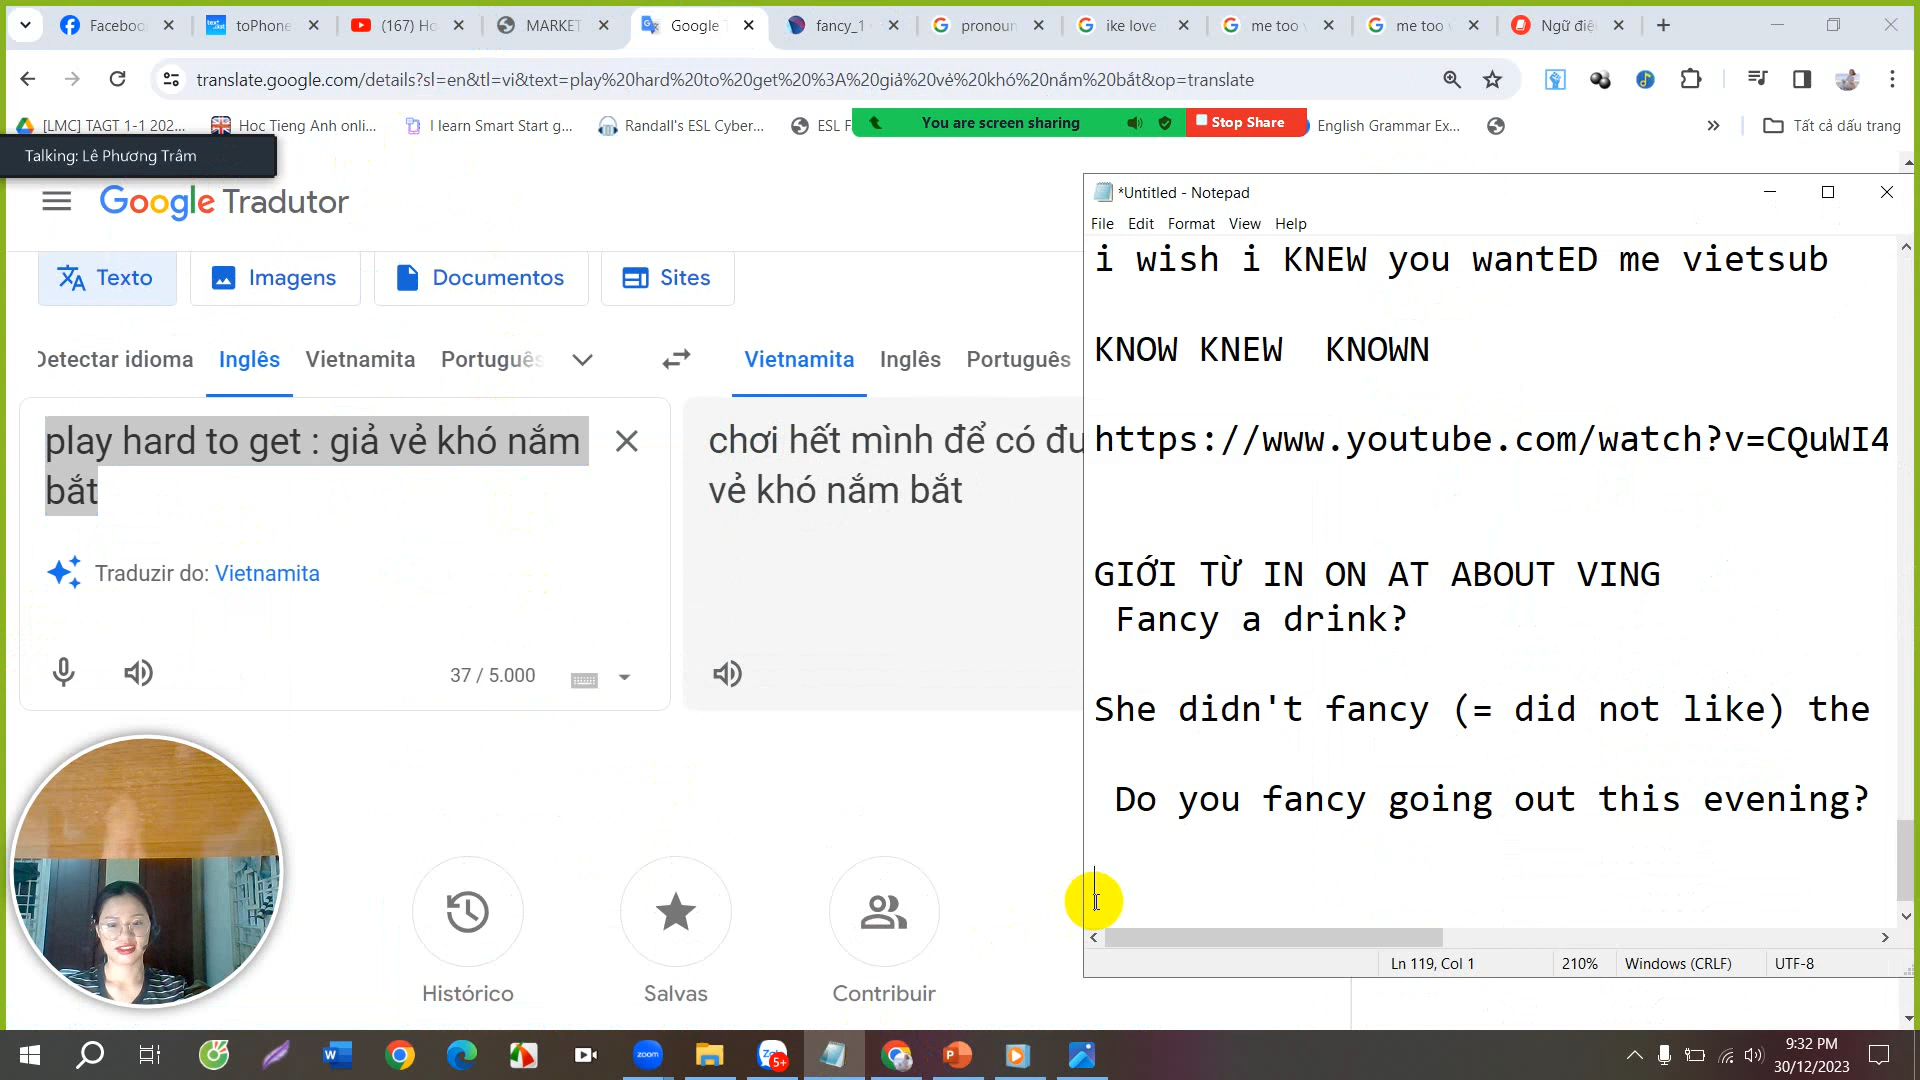 Facebo
toPhone
(167) Ho
MARKET
Google
fancy_1
pronoun
ike love
me too
me too
Ngữ điệ
translate.google.com/details?sl=en&tl=vi&text=play%20hard%20to%20get%20%3A%20giả%20vẻ%20khó%20nắm%20bắt&op=translate
[LMC] TAGT 1-1 202...
Hoc Tieng Anh onli...
I learn Smart Start g...
Randall's ESL Cyber...
ESL F
You are screen sharing
Stop Share
English Grammar Ex...
»
Tất cả dấu trang
Talking: Lê Phương Trâm
Google Tradutor
Texto
Imagens
Documentos
Sites
Detectar idioma
Inglês
Vietnamita
Português
Vietnamita
Inglês
Português
play hard to get : giả vẻ khó nắm
bắt
chơi hết mình để có đư
vẻ khó nắm bắt
Traduzir do: Vietnamita
37 / 5.000
Histórico
Salvas
Contribuir
*Untitled - Notepad
File Edit Format View Help
i wish i KNEW you wantED me vietsub
KNOW KNEW KNOWN
https://www.youtube.com/watch?v=CQuWI4
GIỚI TỪ IN ON AT ABOUT VING
Fancy a drink?
She didn't fancy (= did not like) the
Do you fancy going out this evening?
Ln 119, Col 1
210%
Windows (CRLF)
UTF-8
zoom
5+
9:32 PM
30/12/2023